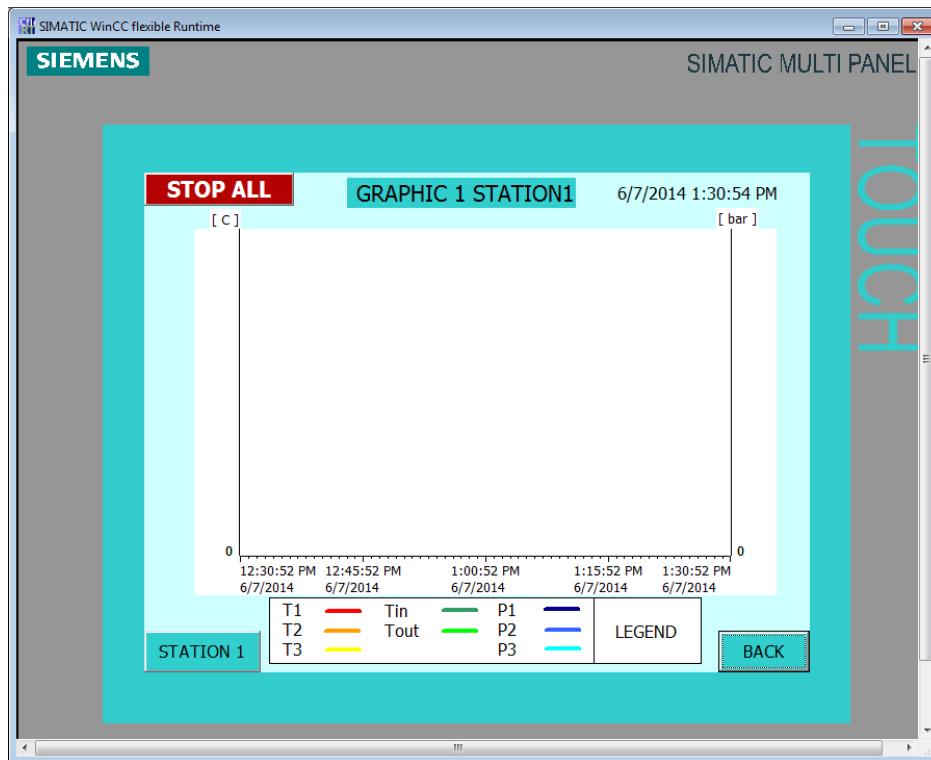 SIMATIC WinCC flexible Runtime
SIEMENS
SIMATIC MULTI PANEL
TOUCH
STOP ALL
GRAPHIC 1 STATION1
6/7/2014 1:30:54 PM
[ C ]
[ bar ]
0
0
12:30:52 PM 12:45:52 PM 1:00:52 PM 1:15:52 PM 1:30:52 PM
6/7/2014 6/7/2014 6/7/2014 6/7/2014 6/7/2014
T1 Tin P1
T2 Tout P2
T3 P3
LEGEND
STATION 1
BACK